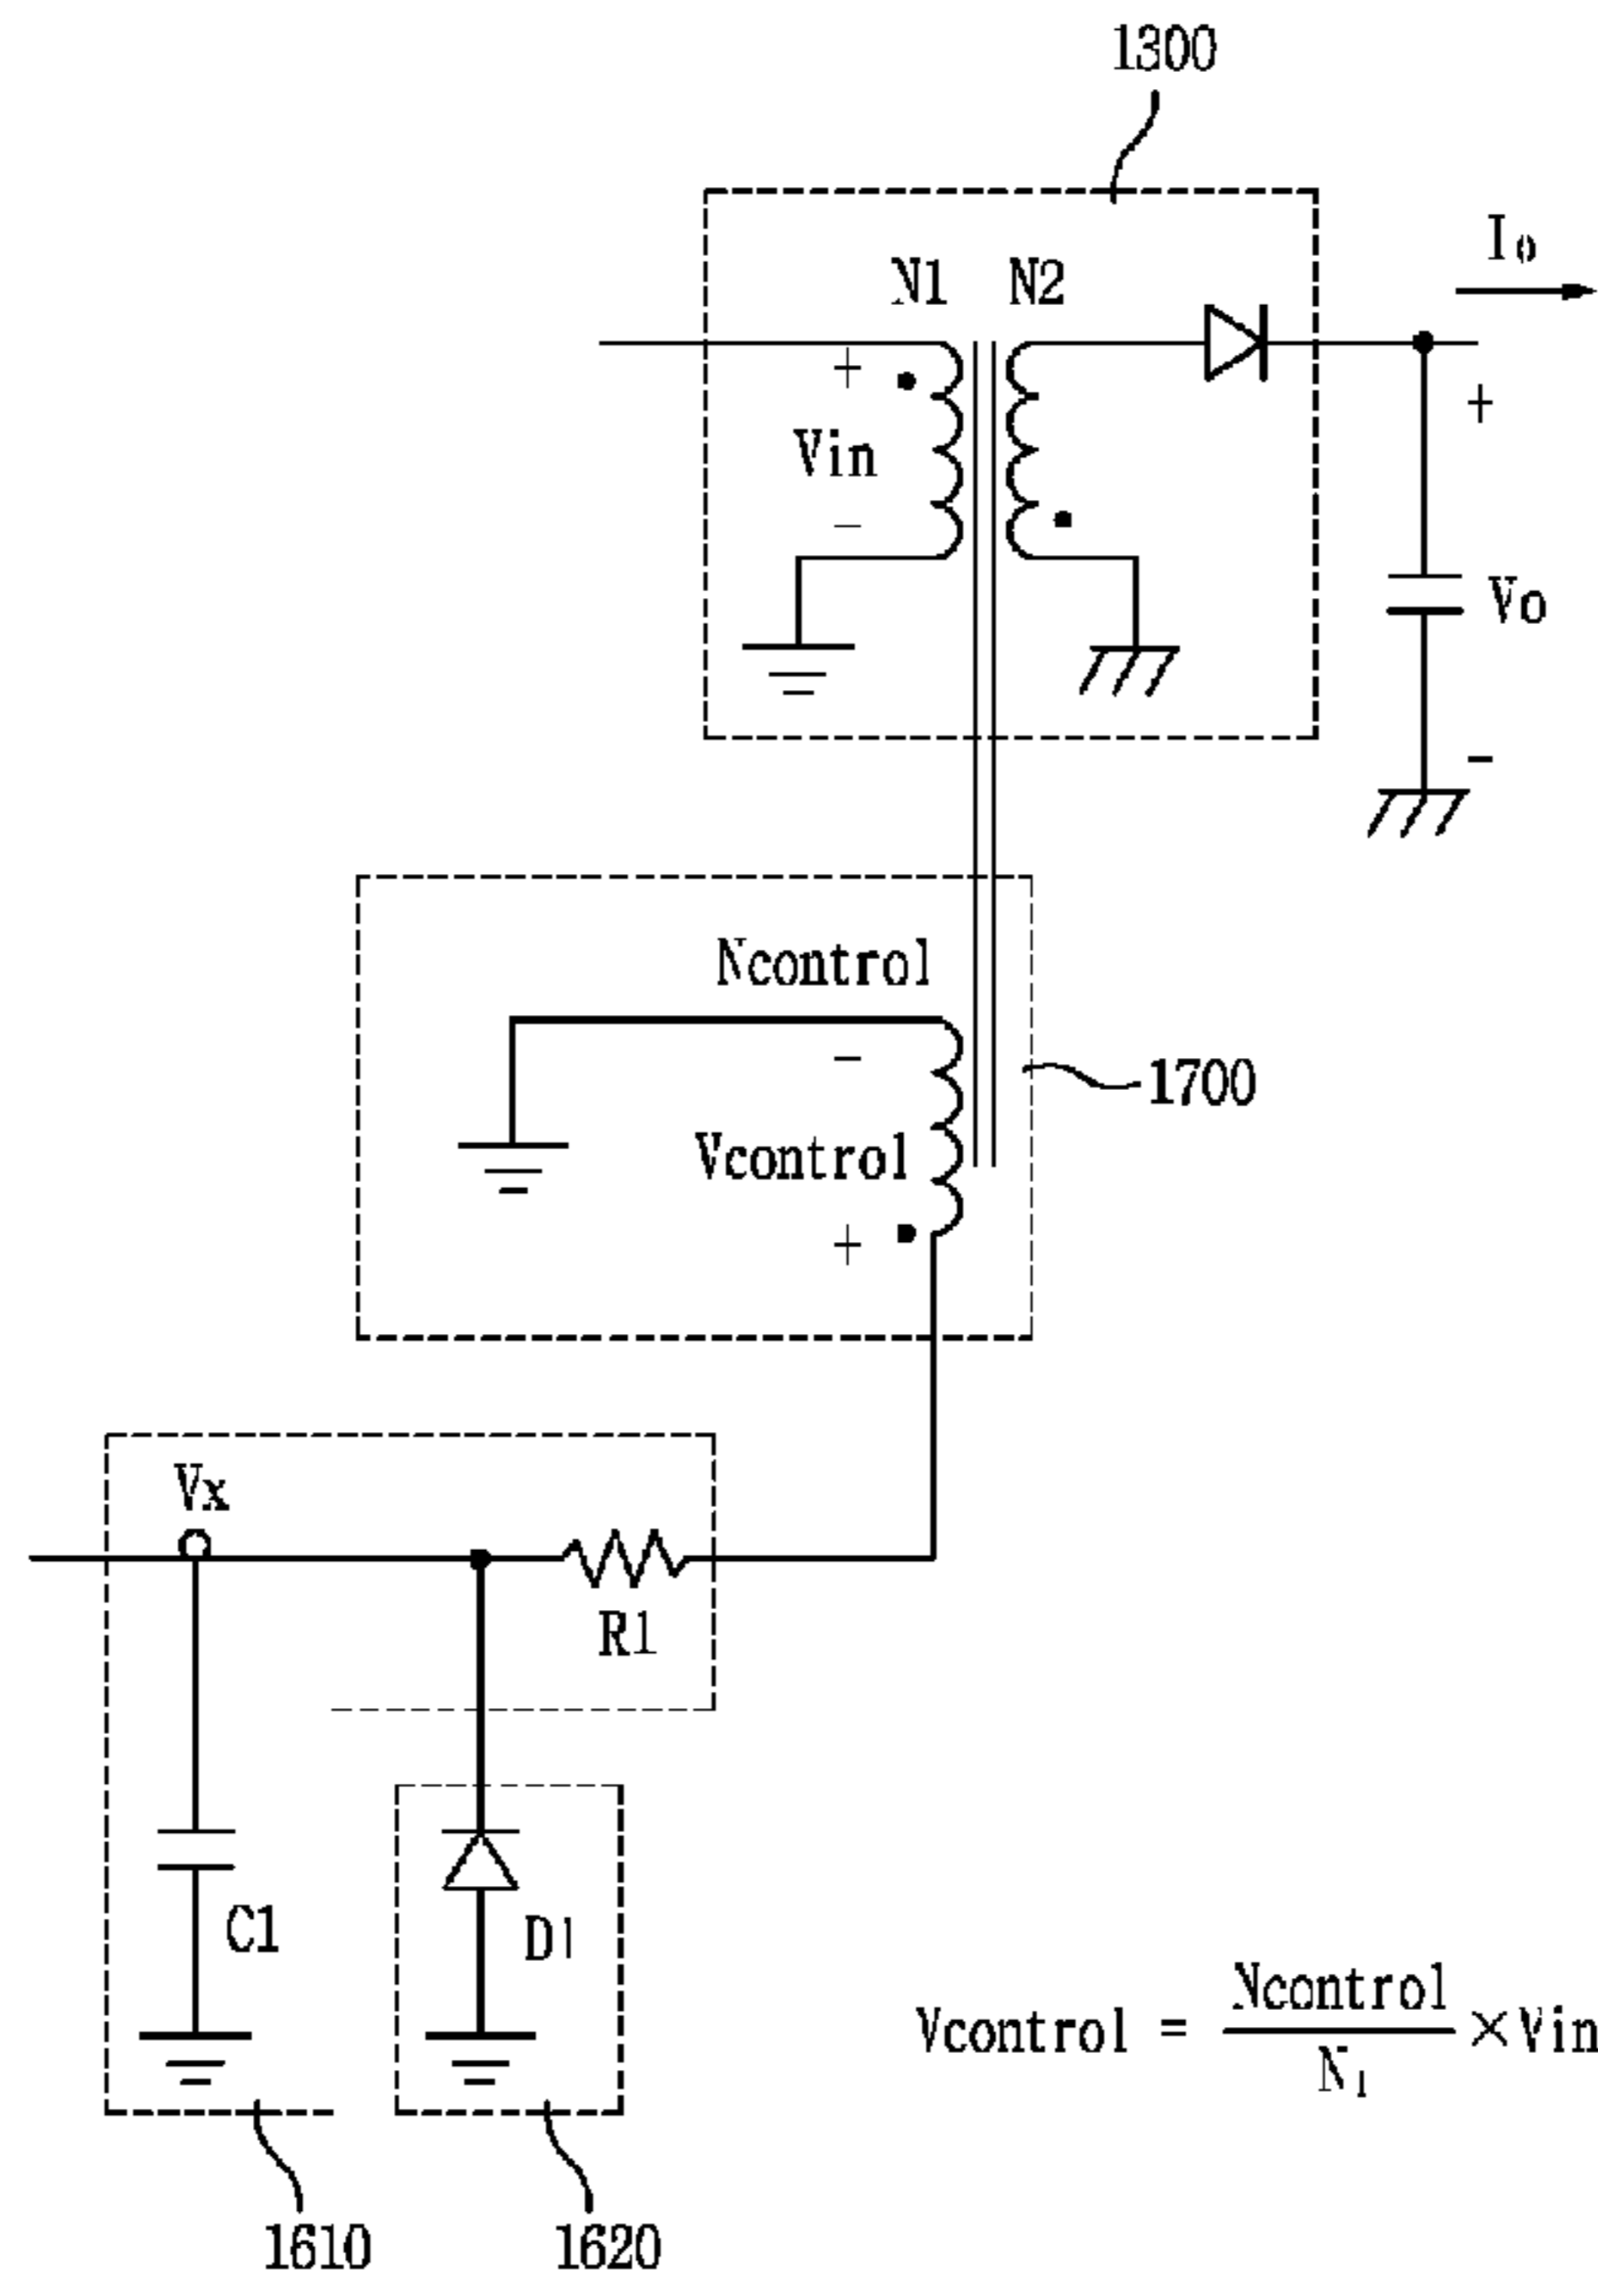 1300
Io
N1 N2
+
+
Vin
-
Vo
-
Ncontrol
-
1700
Vcontrol
+
Vx
R1
C1
D1
Vcontrol = Ncontrol / N1 × Vin
1610
1620